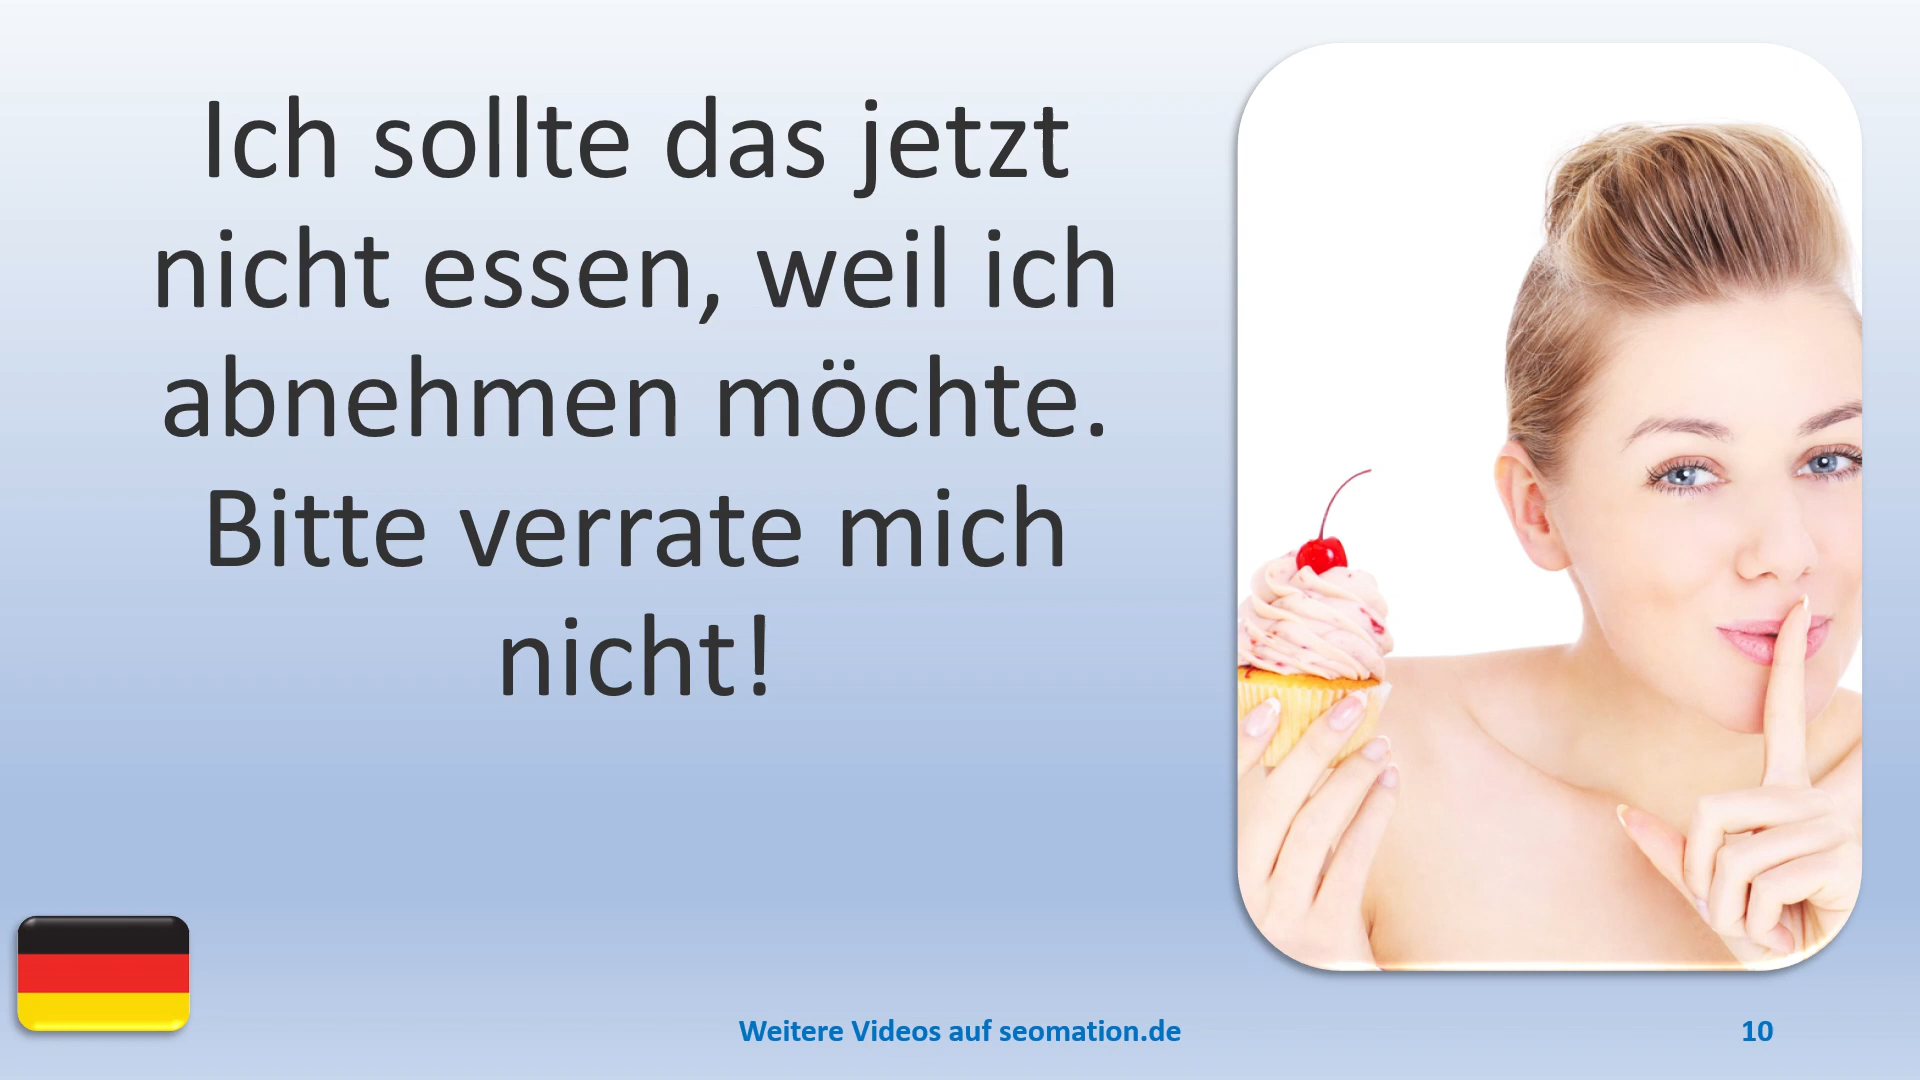 Ich sollte das jetzt
nicht essen, weil ich
abnehmen möchte.
Bitte verrate mich
nicht!
Weitere Videos auf seomation.de
10